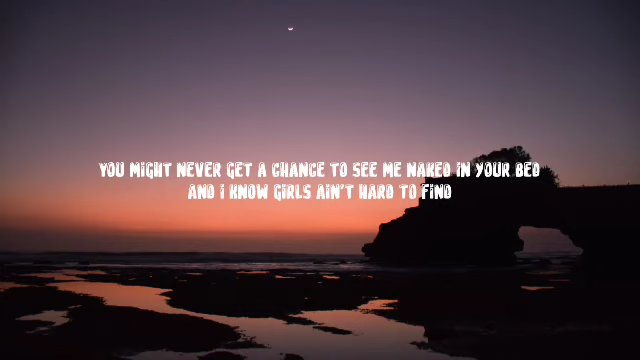 YOU MIGHT NEVER GET A CHANCE TO SEE ME NAKED IN YOUR BED
AND I KNOW GIRLS AIN'T HARD TO FIND